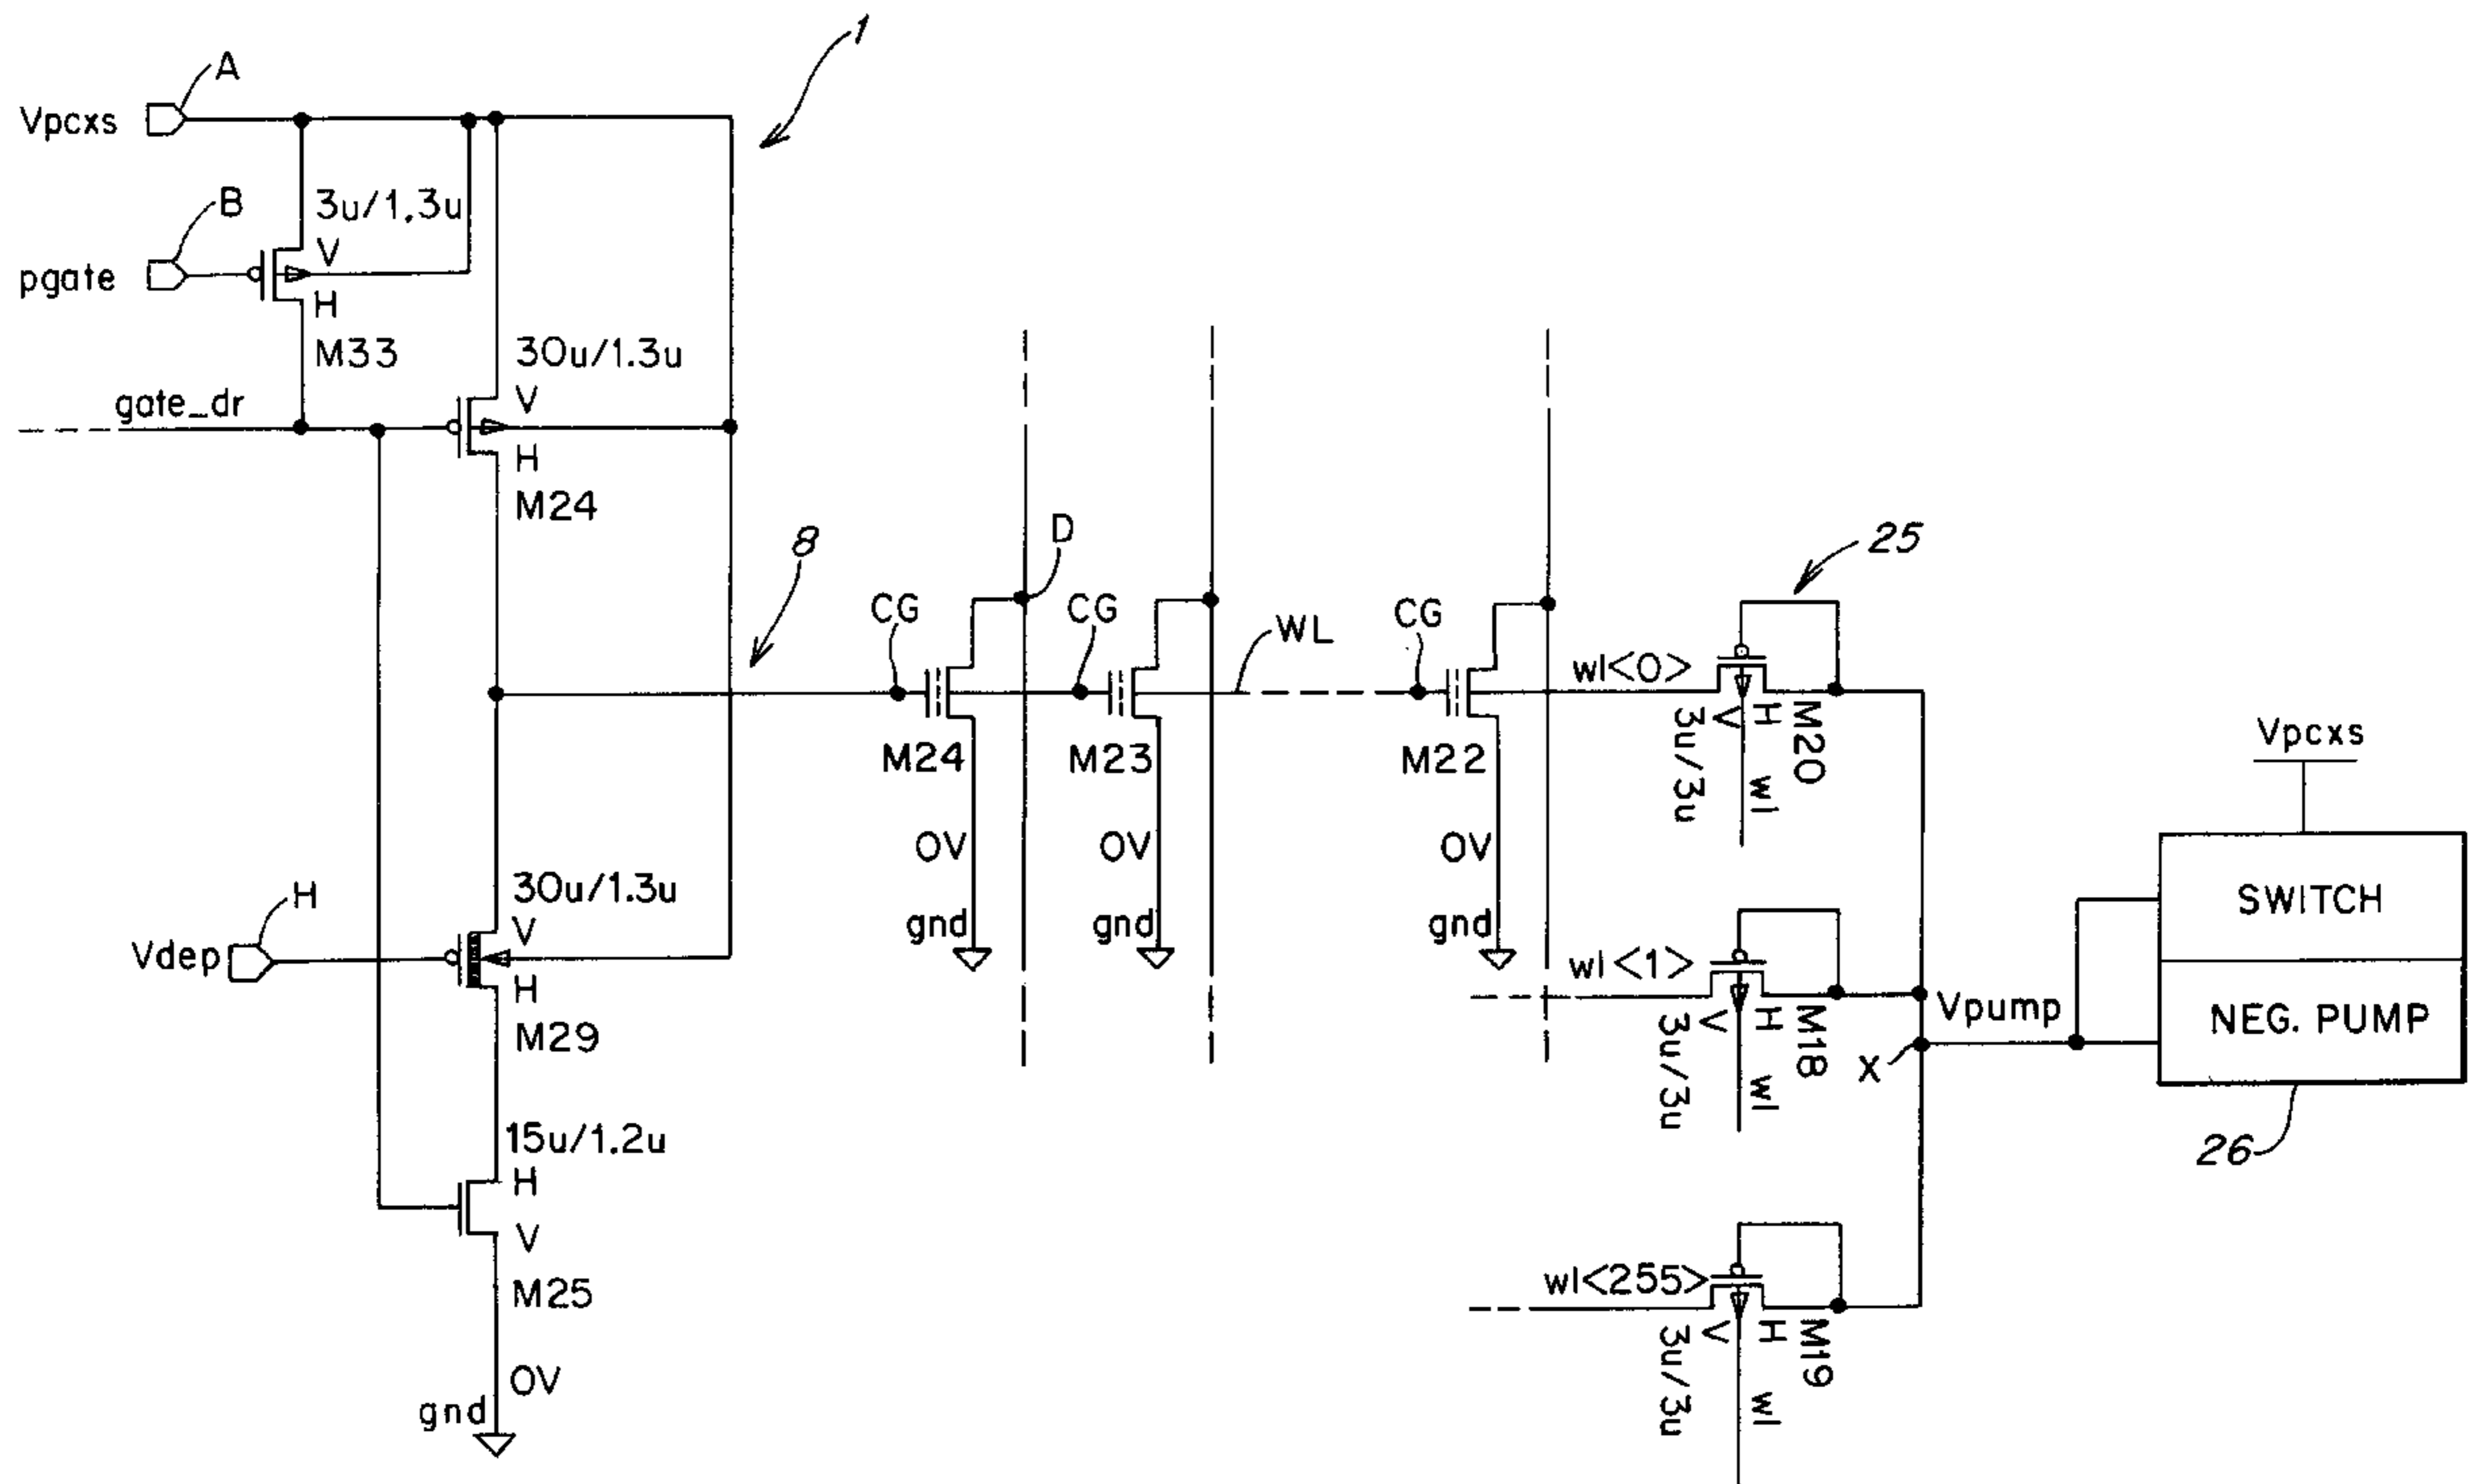 1
A
Vpcxs
B
3u/1.3u
V
pgate
H
M33
30u/1.3u
gate_dr
V
H
M24
8
D
25
CG
CG
WL
CG
wl<0>
V
H
M20
3u/3u
wl
M24
M23
M22
Vpcxs
0V
0V
0V
30u/1.3u
SWITCH
H
V
Vdep
gnd
gnd
gnd
wl<1>
H
Vpump
NEG. PUMP
V
H
M18
3u/3u
wl
M29
X
15u/1.2u
26
H
V
M25
wl<255>
V
H
M19
3u/3u
wl
0V
gnd